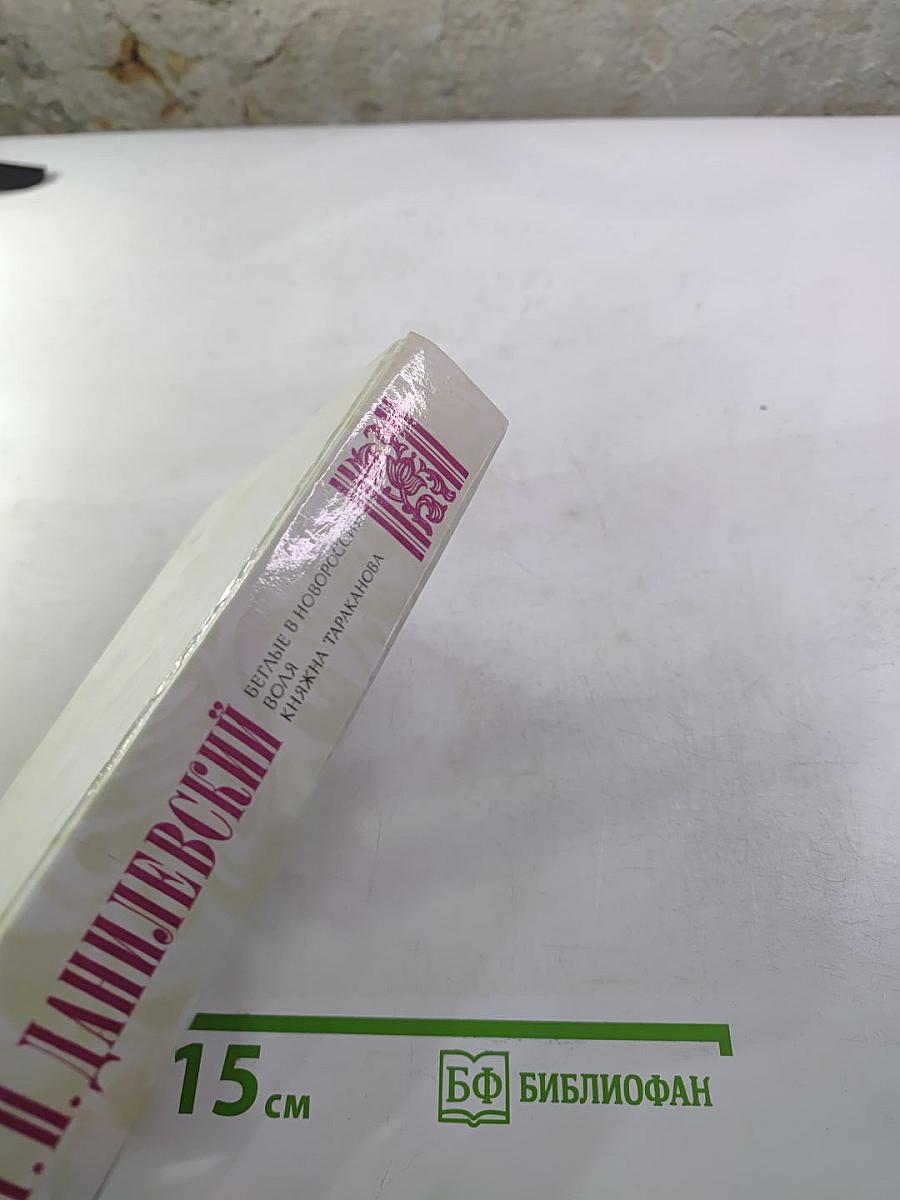 Г. П. ДАНИЛЕВСКИЙ
БЕГЛЫЕ В НОВОРОССИИ
ВОЛЯ
КНЯЖНА ТАРАКАНОВА
15 см
БФ БИБЛИОФАН